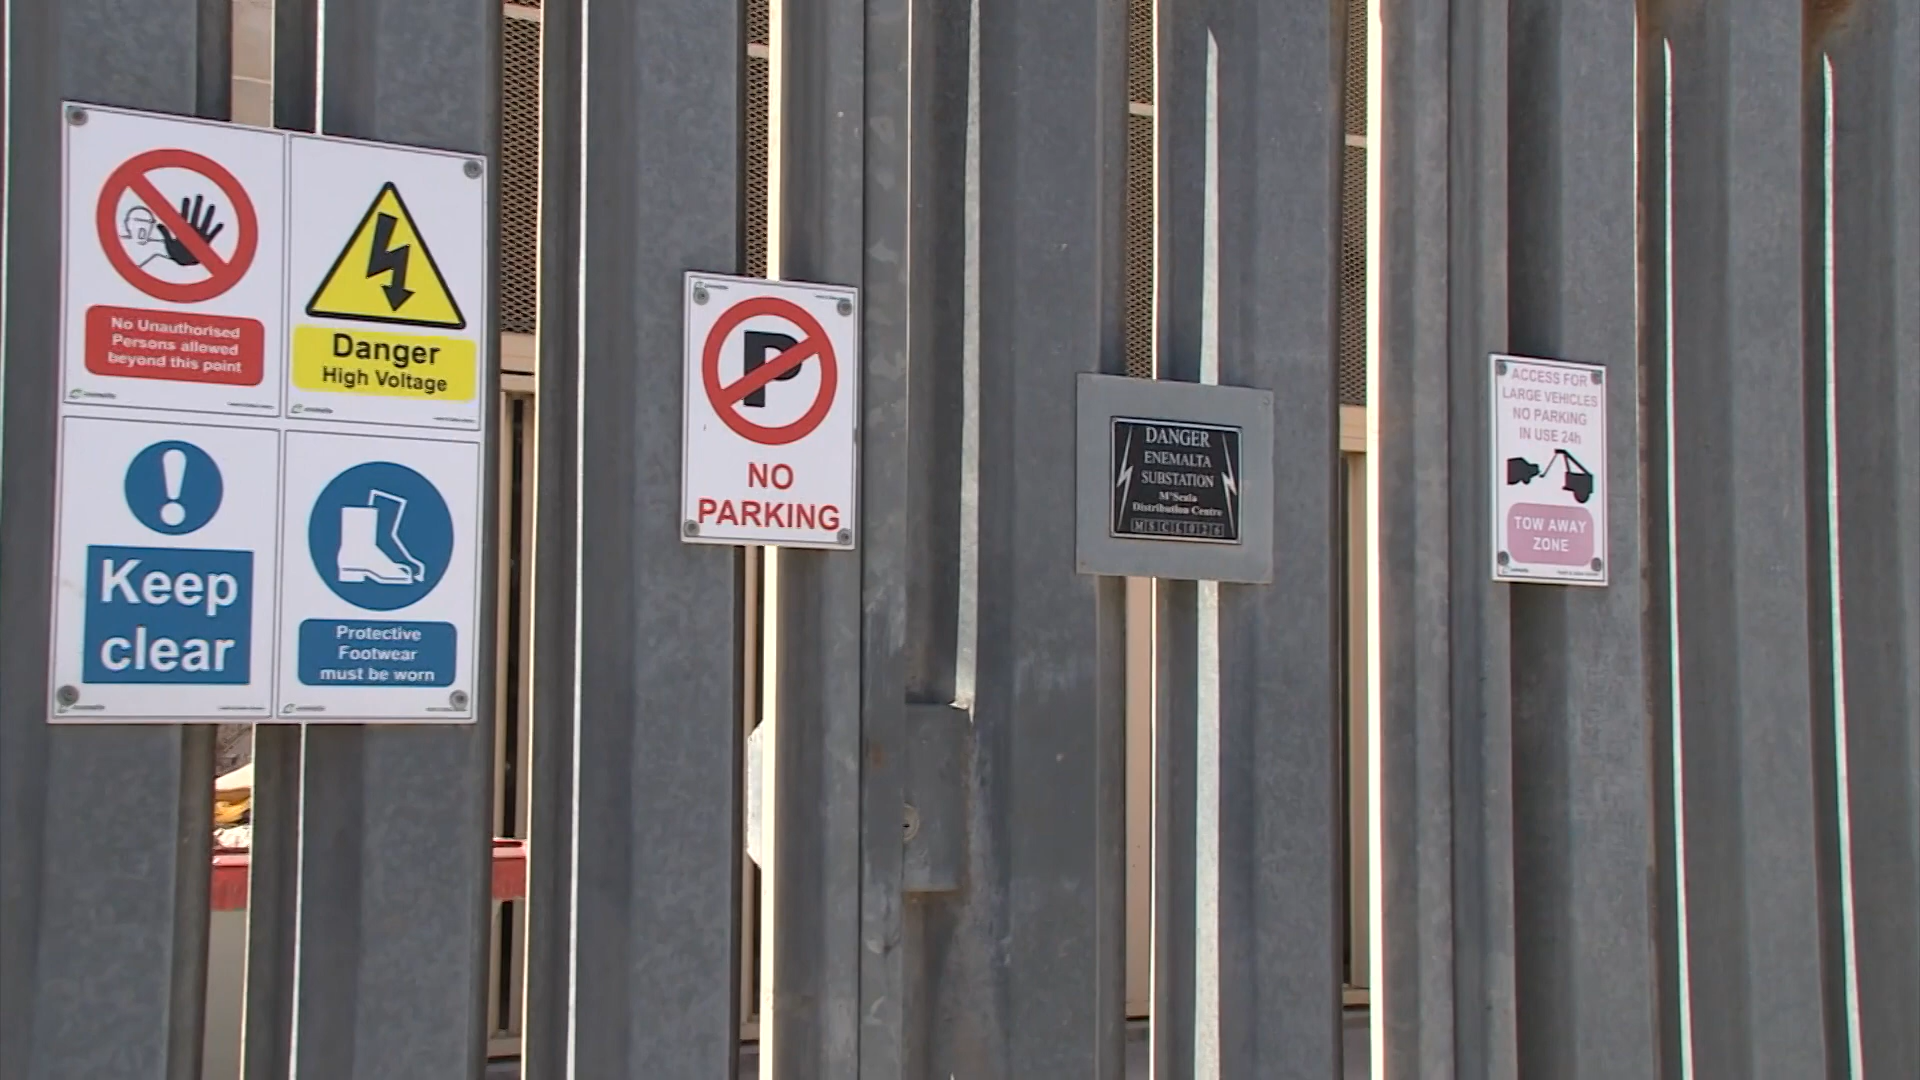 No Unauthorised
Persons allowed
beyond this point
Danger
High Voltage
Keep
clear
Protective
Footwear
must be worn
P
NO
PARKING
DANGER
ENEMALTA
SUBSTATION
M'Scala
Distribution Centre
ACCESS FOR
LARGE VEHICLES
NO PARKING
IN USE 24h
TOW AWAY
ZONE